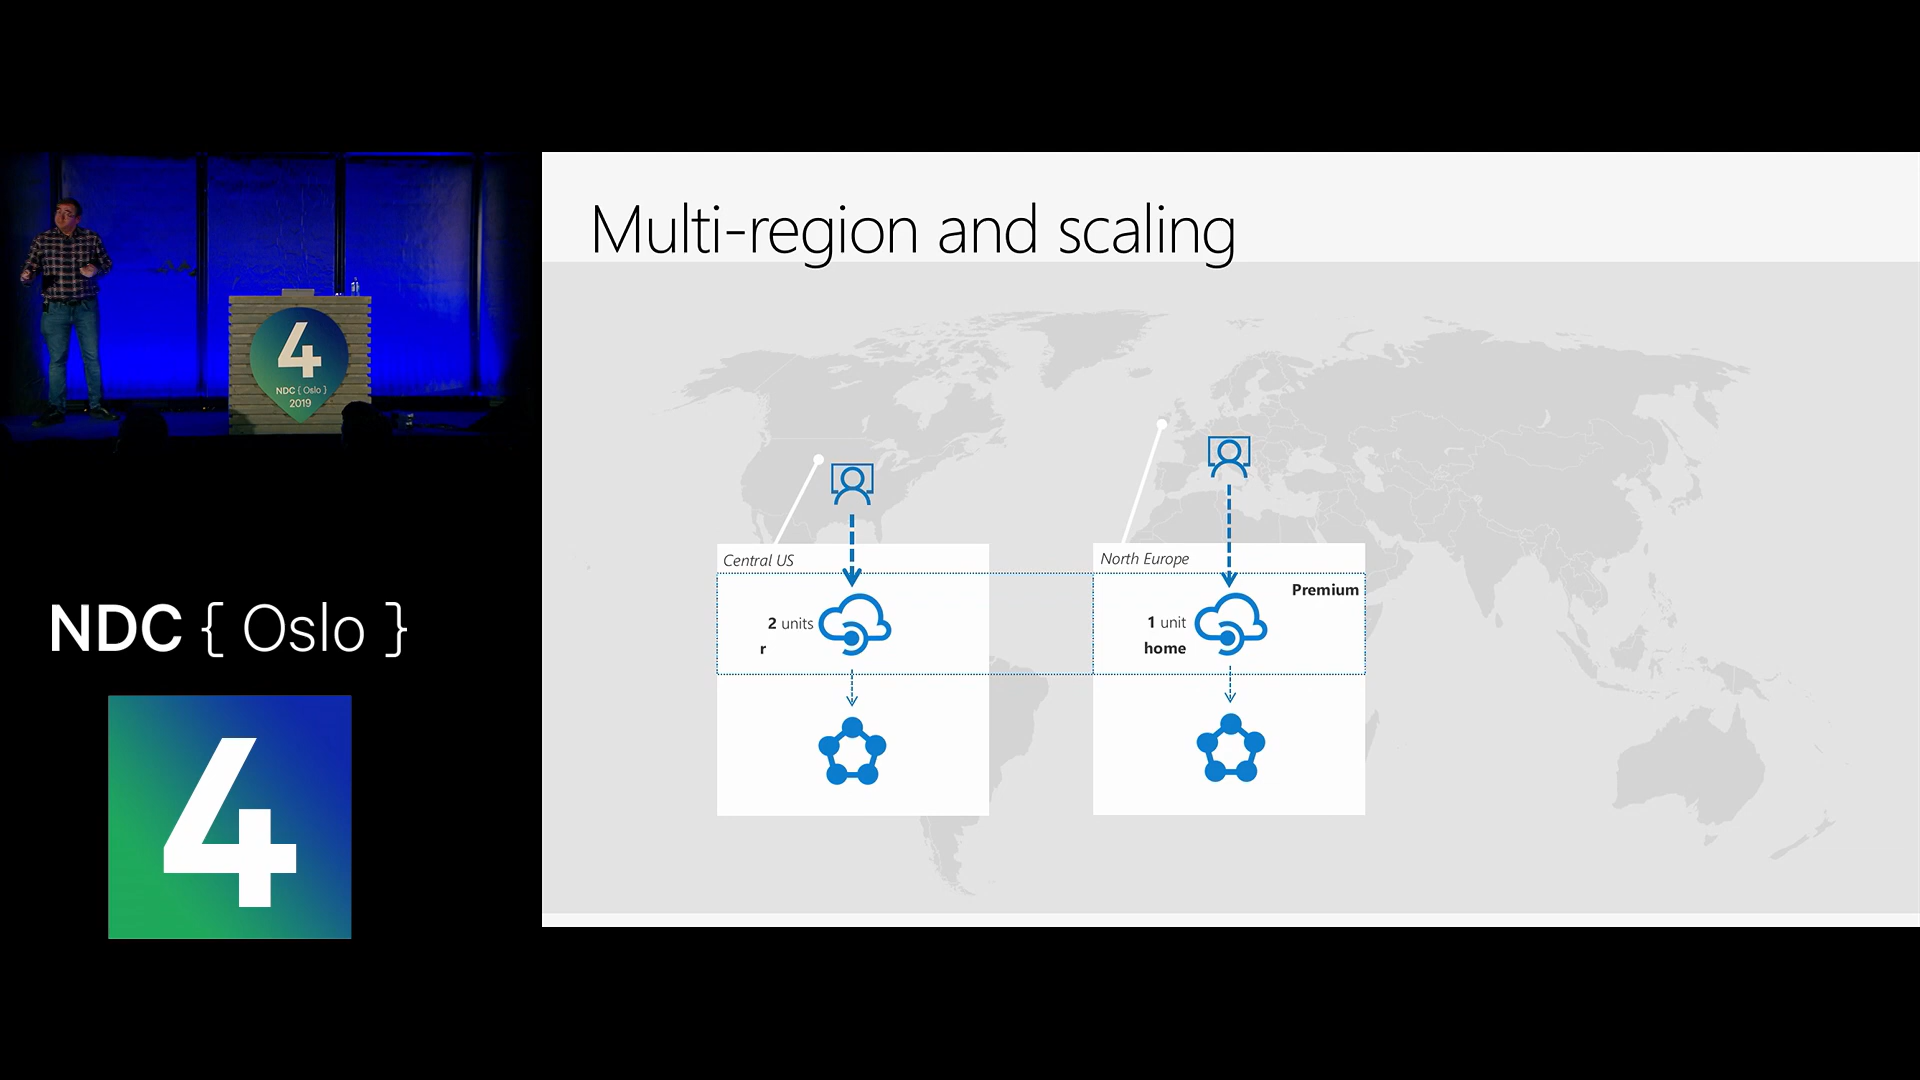 4
NDC { Oslo }
2019
NDC { Oslo }
4
Multi-region and scaling
Central US
2 units
r
North Europe
Premium
1 unit
home